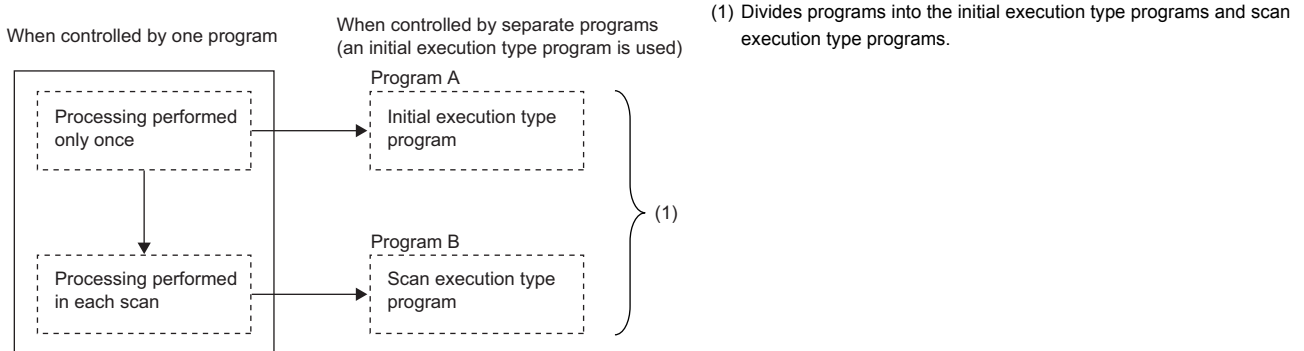 When controlled by one program
When controlled by separate programs
(an initial execution type program is used)
(1) Divides programs into the initial execution type programs and scan
execution type programs.
Program A
Processing performed
only once
Initial execution type
program
(1)
Program B
Processing performed
in each scan
Scan execution type
program